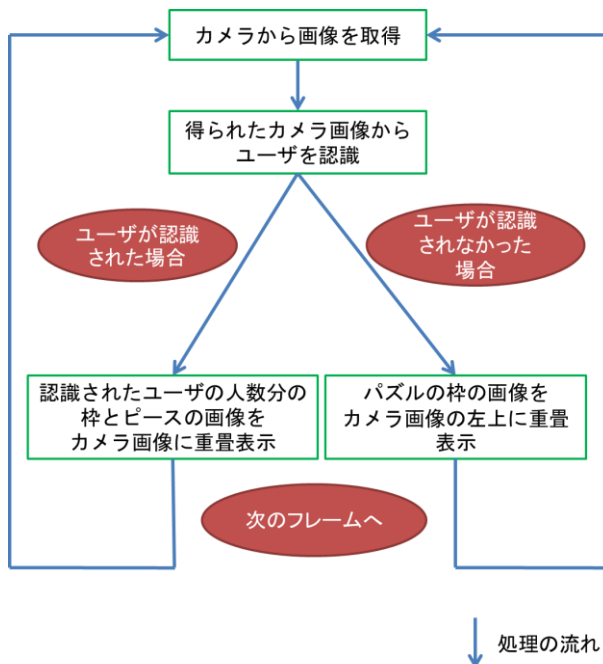 カメラから画像を取得
得られたカメラ画像から
ユーザを認識
ユーザが認識
された場合
ユーザが認識
されなかった
場合
認識されたユーザの人数分の
枠とピースの画像を
カメラ画像に重畳表示
パズルの枠の画像を
カメラ画像の左上に重畳
表示
次のフレームへ
処理の流れ